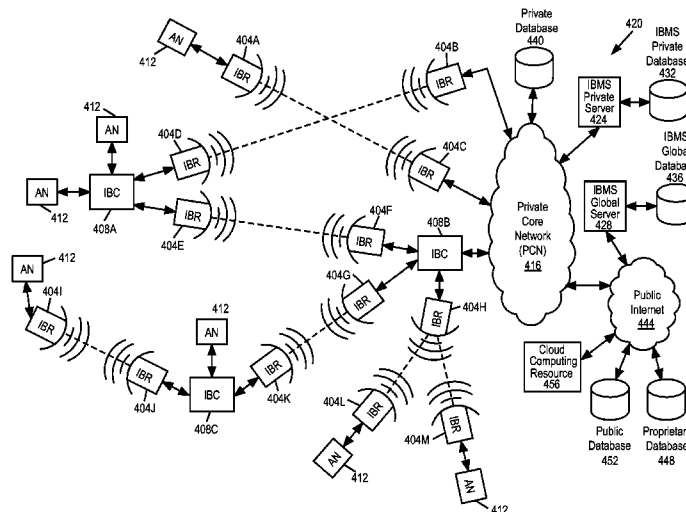 AN
412
404A
IBR
404B
IBR
Private
Database
440
420
IBMS
Private
Database
432
IBMS
Private
Server
424
412
AN
404D
IBR
404C
IBR
AN
412
IBC
408A
IBR
404E
IBMS
Global
Database
436
IBMS
Global
Server
428
Private
Core
Network
(PCN)
416
404F
IBR
408B
IBC
412
AN
404I
IBR
412
AN
404G
IBR
404H
IBR
Public
Internet
444
IBR
404J
IBC
408C
IBR
404K
Cloud
Computing
Resource
456
404L
IBR
404M
IBR
AN
412
AN
412
Public
Database
452
Proprietary
Database
448